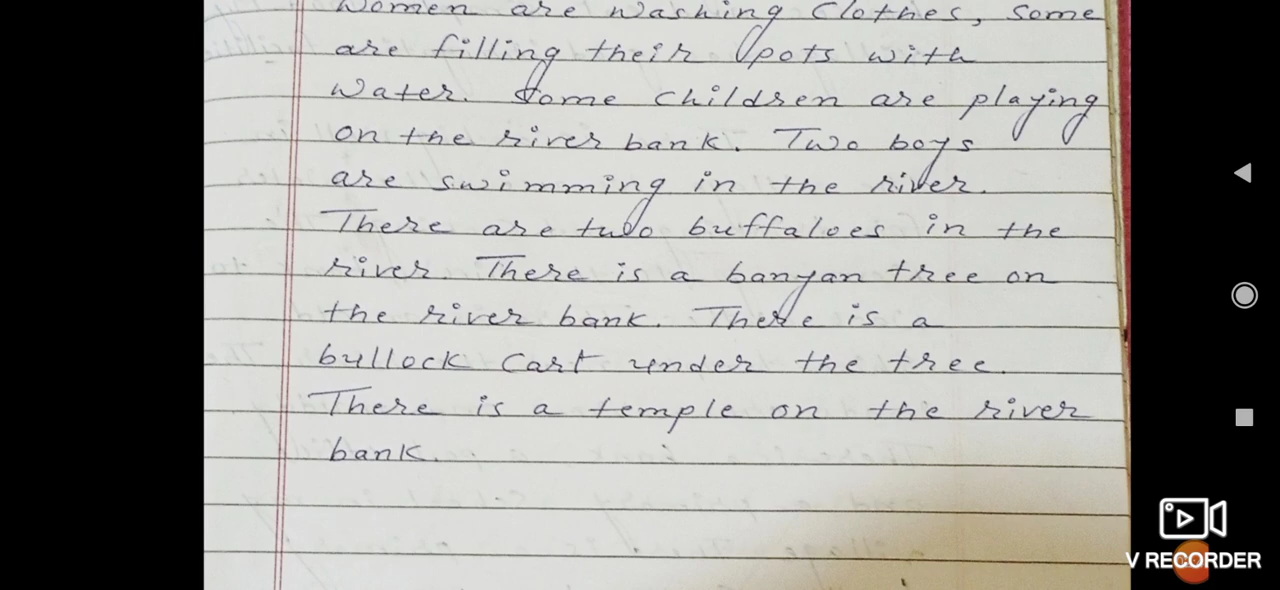 Women are washing clothes, some
are filling their pots with
water. Some children are playing
on the river bank. Two boys
are swimming in the river.
There are two buffaloes in the
river. There is a banyan tree on
the river bank. There is a
bullock cart under the tree.
There is a temple on the river
bank.
V RECORDER